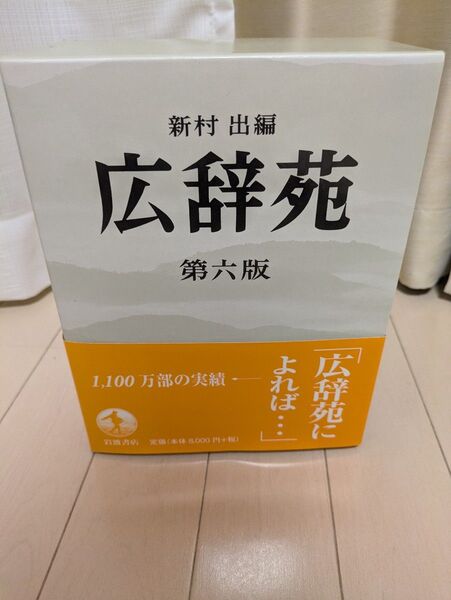 新村 出編
広辞苑
第六版
「広辞苑に
よれば…」
1,100万部の実績
岩波書店
定価(本体8,000円+税)